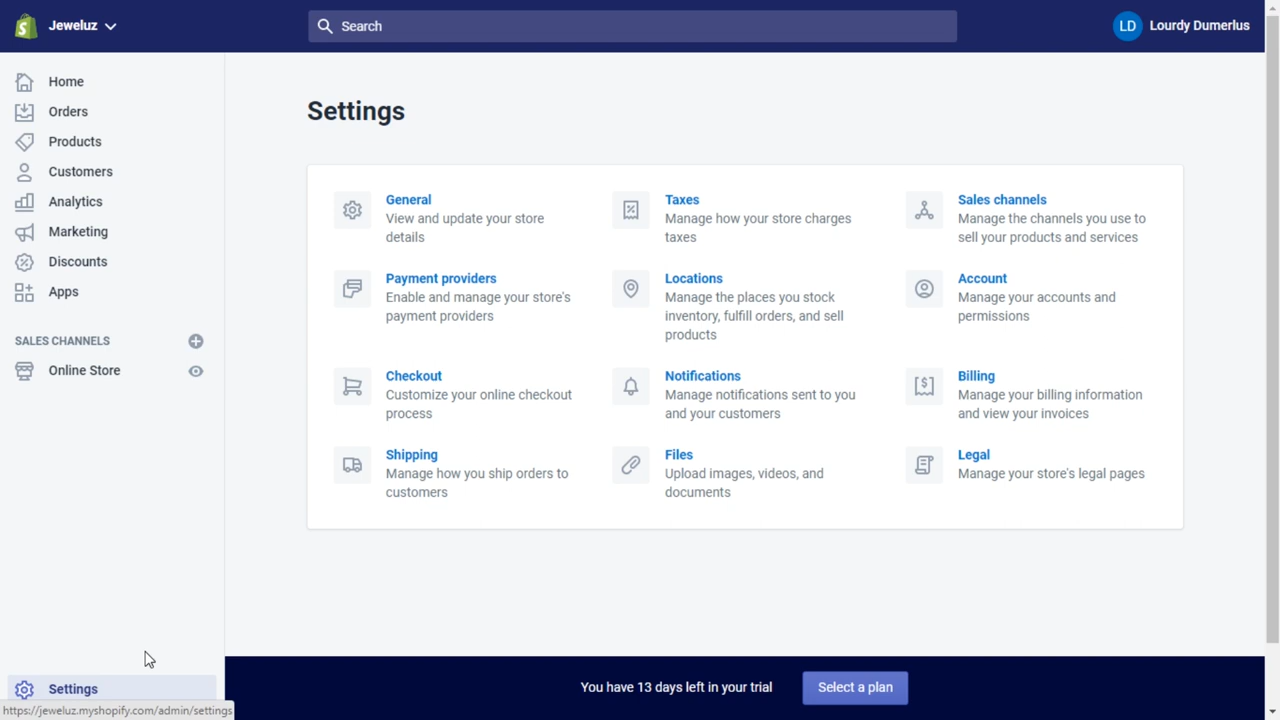 Jeweluz
Search
LD
Lourdy Dumerlus
Home
Orders
Products
Customers
Analytics
Marketing
Discounts
Apps
SALES CHANNELS
Online Store
Settings
https://jeweluz.myshopify.com/admin/settings
Settings
General
View and update your store
details
Taxes
Manage how your store charges
taxes
Sales channels
Manage the channels you use to
sell your products and services
Payment providers
Enable and manage your store's
payment providers
Locations
Manage the places you stock
inventory, fulfill orders, and sell
products
Account
Manage your accounts and
permissions
Checkout
Customize your online checkout
process
Notifications
Manage notifications sent to you
and your customers
Billing
Manage your billing information
and view your invoices
Shipping
Manage how you ship orders to
customers
Files
Upload images, videos, and
documents
Legal
Manage your store's legal pages
You have 13 days left in your trial
Select a plan